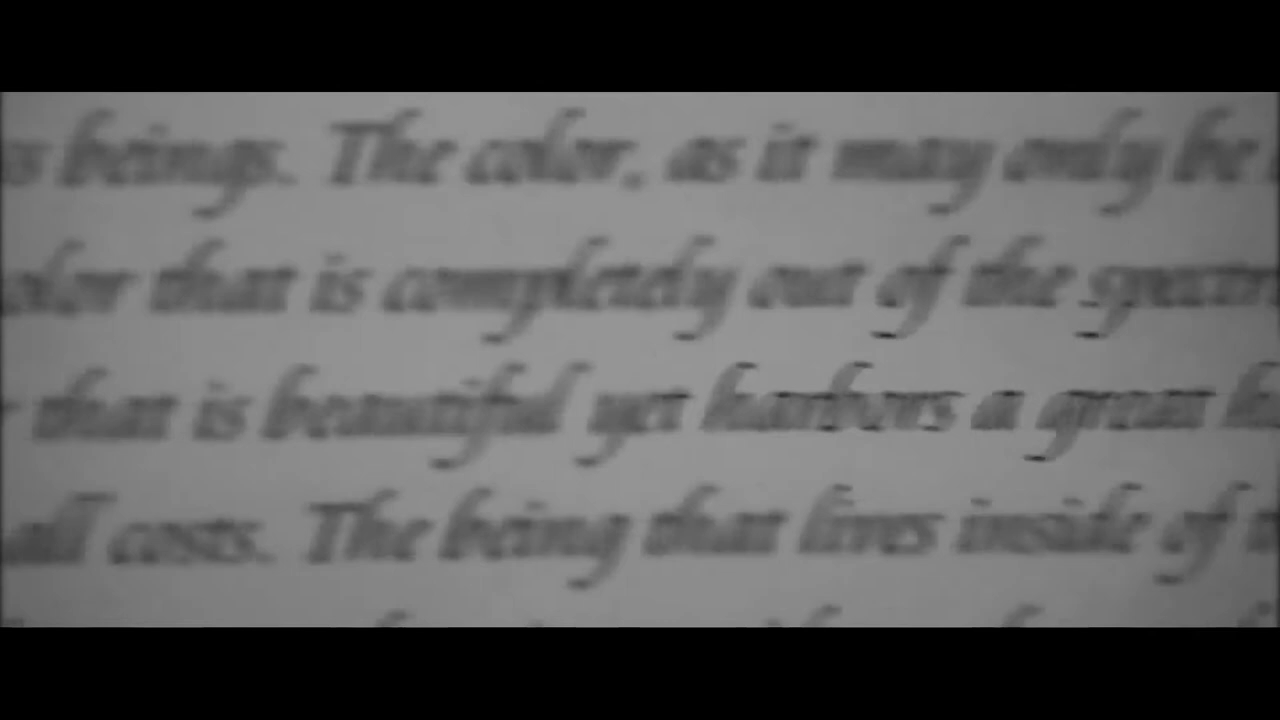 s beings. The color, as it may only be
color that is completely out of the spectru
that is beautiful yet harbors a great
all costs. The being that lives inside of